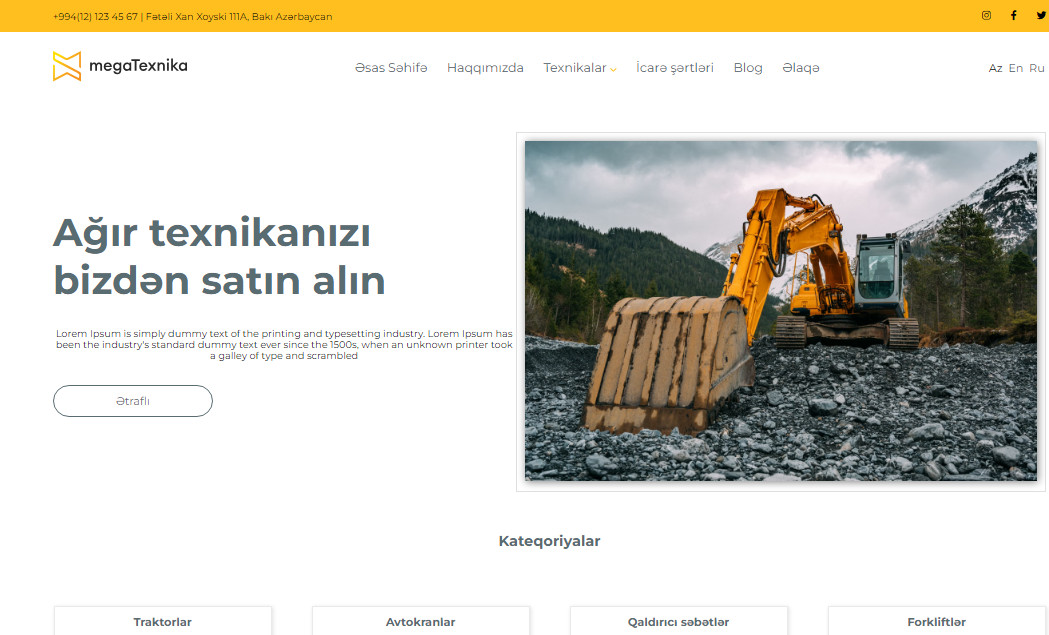 +994(12) 123 45 67 | Fətəli Xan Xoyski 111A, Bakı Azərbaycan
megaTexnika
Əsas Səhifə Haqqımızda Texnikalar İcarə şərtləri Blog Əlaqə
Az En Ru
Ağır texnikanızı
bizdən satın alın
Lorem Ipsum is simply dummy text of the printing and typesetting industry. Lorem Ipsum has
been the industry's standard dummy text ever since the 1500s, when an unknown printer took
a galley of type and scrambled
Ətraflı
Kateqoriyalar
Traktorlar Avtokranlar Qaldırıcı səbətlər Forkliftlər